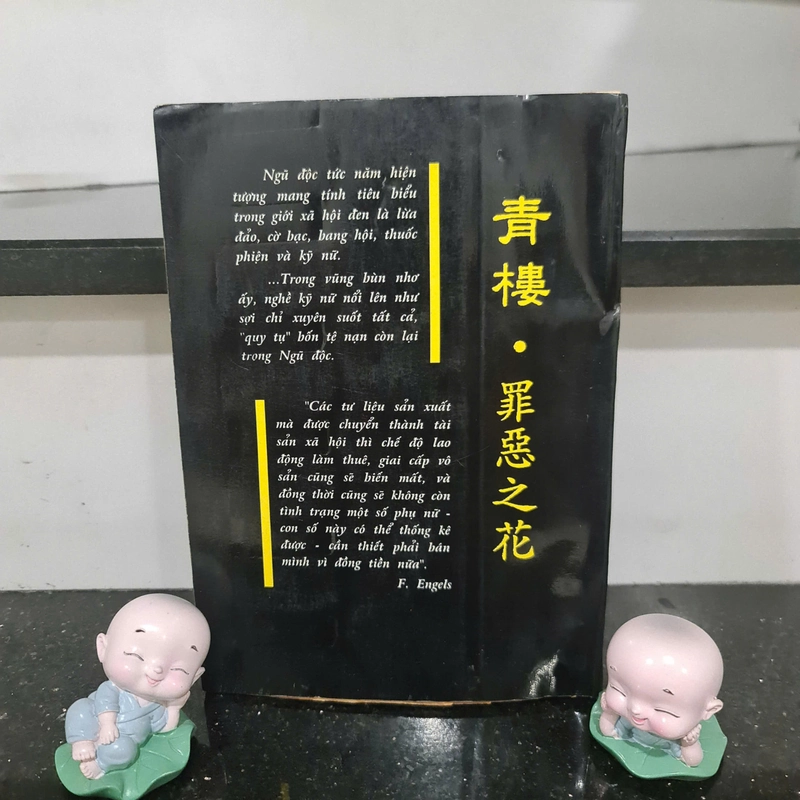 Ngũ độc tức năm hiện
tượng mang tính tiêu biểu
trong giới xã hội đen là lừa
đảo, cờ bạc, bang hội, thuốc
phiện và kỹ nữ.
...Trong vũng bùn nhơ
ấy, nghề kỹ nữ nổi lên như
sợi chỉ xuyên suốt tất cả,
"quy tụ" bốn tệ nạn còn lại
trong Ngũ độc.
"Các tư liệu sản xuất
mà được chuyển thành tài
sản xã hội thì chế độ lao
động làm thuê, giai cấp vô
sản cũng sẽ biến mất, và
đồng thời cũng sẽ không còn
tình trạng một số phụ nữ -
con số này có thể thống kê
được - cần thiết phải bán
mình vì đồng tiền nữa".
F. Engels
青樓・罪惡之花